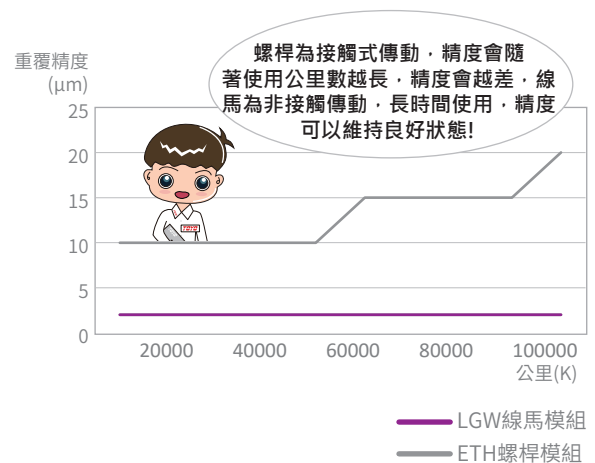 螺桿為接觸式傳動，精度會隨
著使用公里數越長，精度會越差，線
馬為非接觸傳動，長時間使用，精度
可以維持良好狀態!
重覆精度
(μm)
25
20
15
10
5
0
20000 40000 60000 80000 100000
公里(K)
LGW線馬模組
ETH螺桿模組